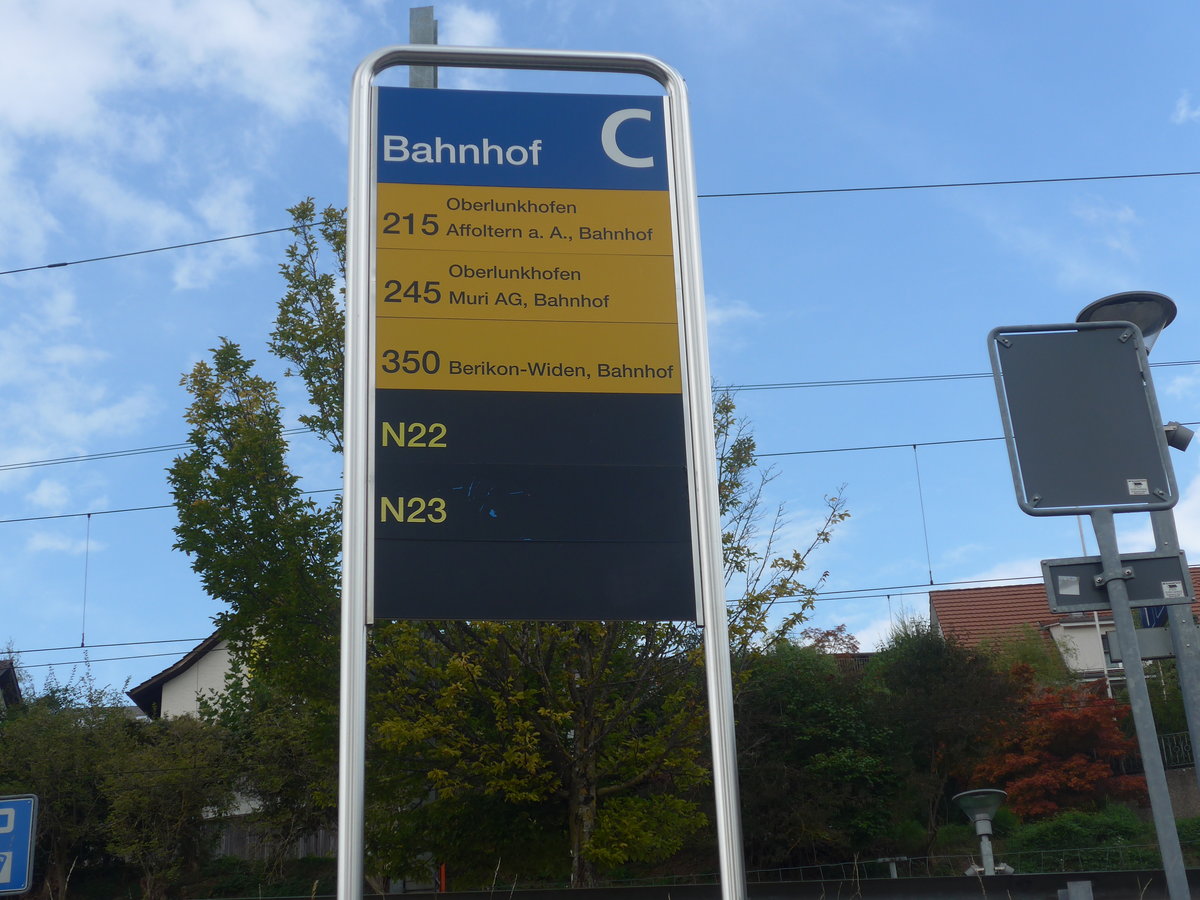 Bahnhof C
Oberlunkhofen
215 Affoltern a. A., Bahnhof
Oberlunkhofen
245 Muri AG, Bahnhof
350 Berikon-Widen, Bahnhof
N22
N23